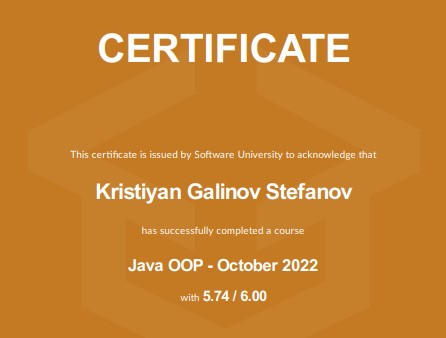 CERTIFICATE
This certificate is issued by Software University to acknowledge that
Kristiyan Galinov Stefanov
has successfully completed a course
Java OOP - October 2022
with 5.74 / 6.00